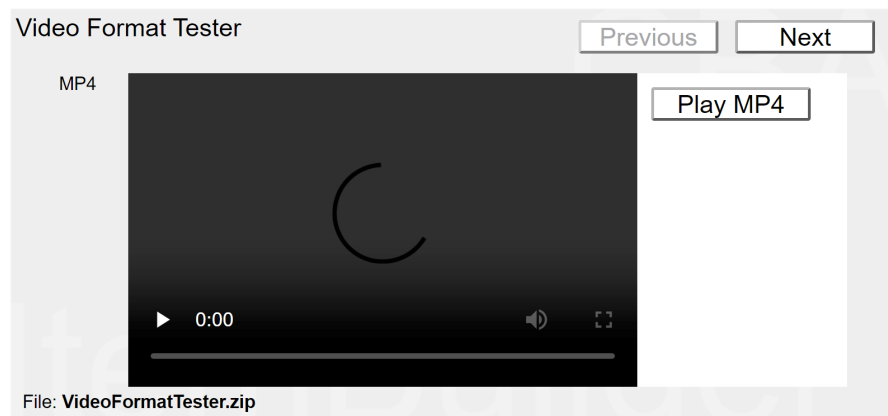 Video Format Tester
Previous
Next
MP4
Play MP4
0:00
File: VideoFormatTester.zip